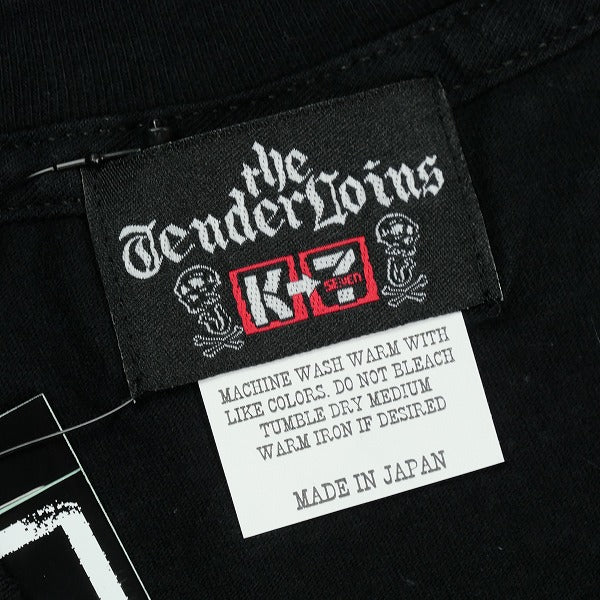 the
TenderLoins
K-7
SEVEN
MACHINE WASH WARM WITH
LIKE COLORS. DO NOT BLEACH
TUMBLE DRY MEDIUM
WARM IRON IF DESIRED
MADE IN JAPAN